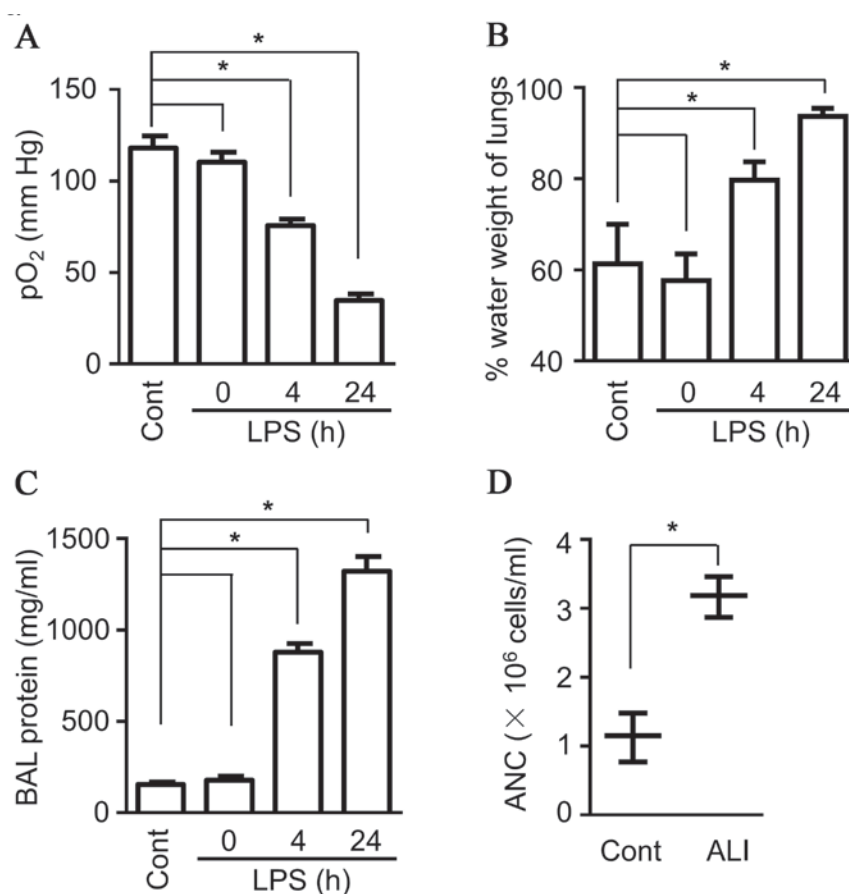 A
*
*
pO₂ (mm Hg)
150
100
50
0
Cont
0 4 24
LPS (h)
B
*
*
% water weight of lungs
100
80
60
40
Cont
0 4 24
LPS (h)
C
*
*
BAL protein (mg/ml)
1500
1000
500
0
Cont
0 4 24
LPS (h)
D
*
ANC (× 10⁶ cells/ml)
4
3
2
1
0
Cont ALI